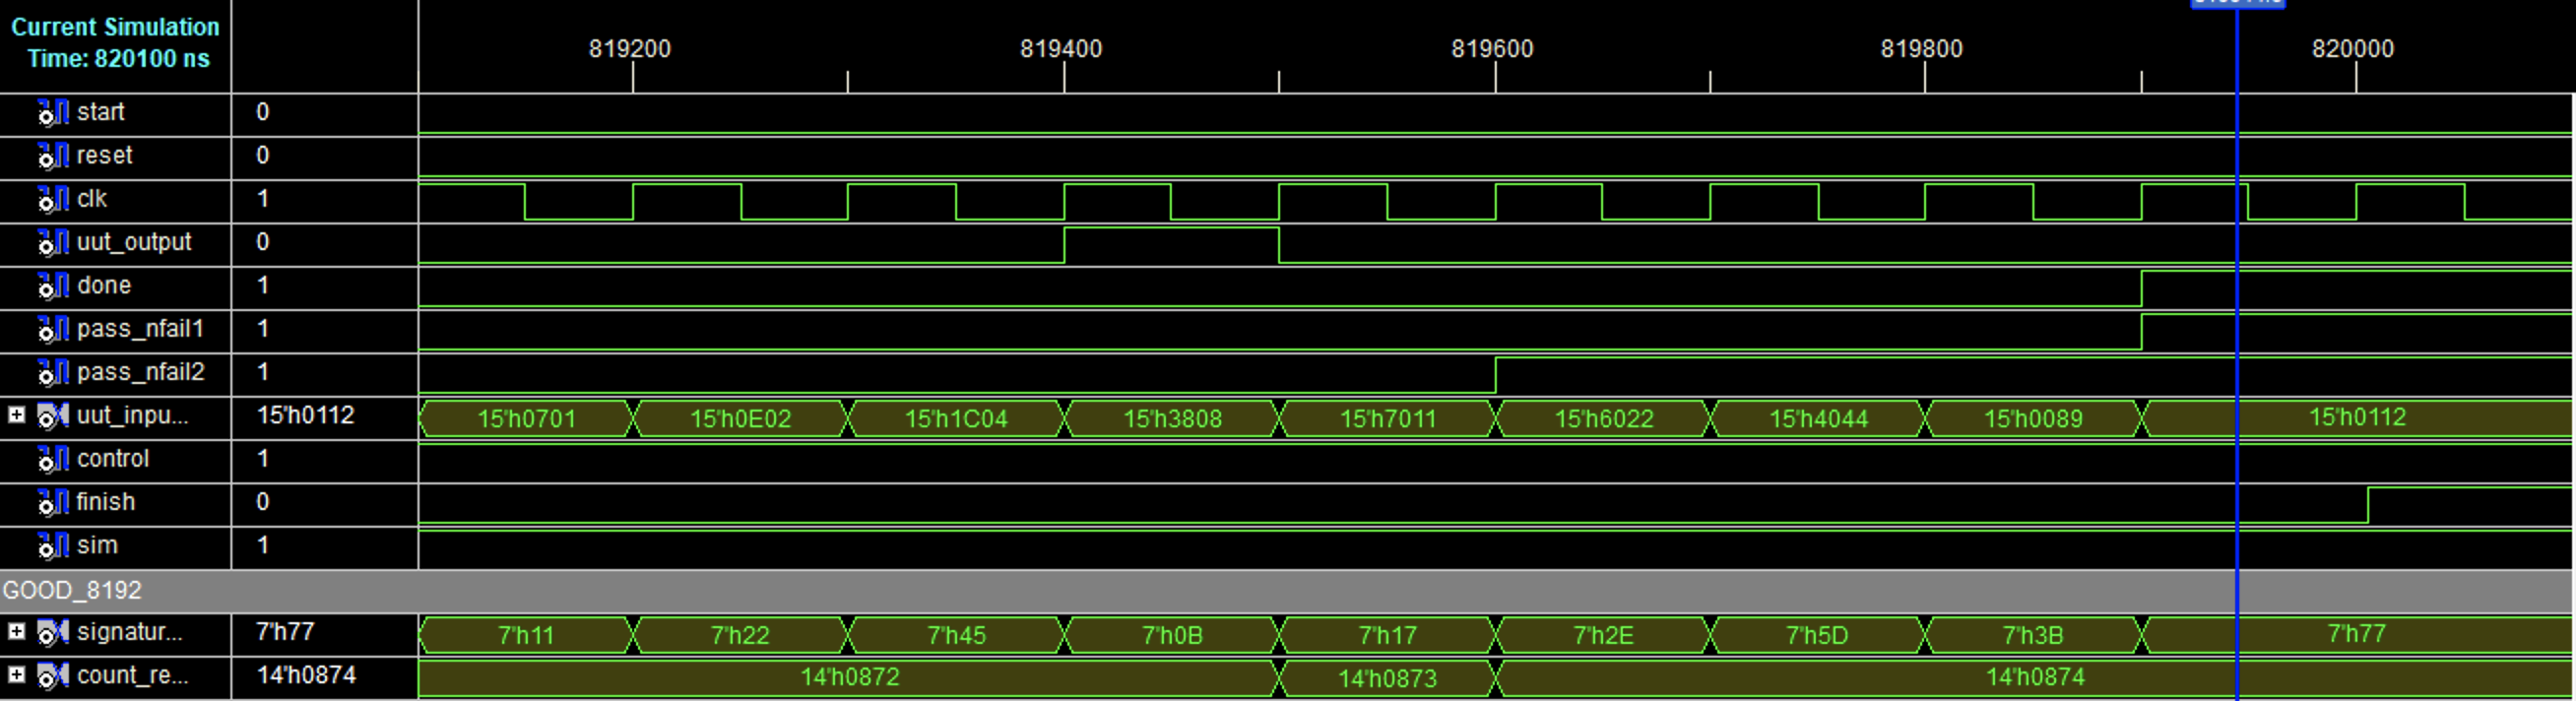 Current Simulation
Time: 820100 ns
819200 819400 819600 819800 820000
start 0
reset 0
clk 1
uut_output 0
done 1
pass_nfail1 1
pass_nfail2 1
uut_inpu... 15'h0112 15'h0701 15'h0E02 15'h1C04 15'h3808 15'h7011 15'h6022 15'h4044 15'h0089 15'h0112
control 1
finish 0
sim 1
GOOD_8192
signatur... 7'h77 7'h11 7'h22 7'h45 7'h0B 7'h17 7'h2E 7'h5D 7'h3B 7'h77
count_re... 14'h0874 14'h0872 14'h0873 14'h0874